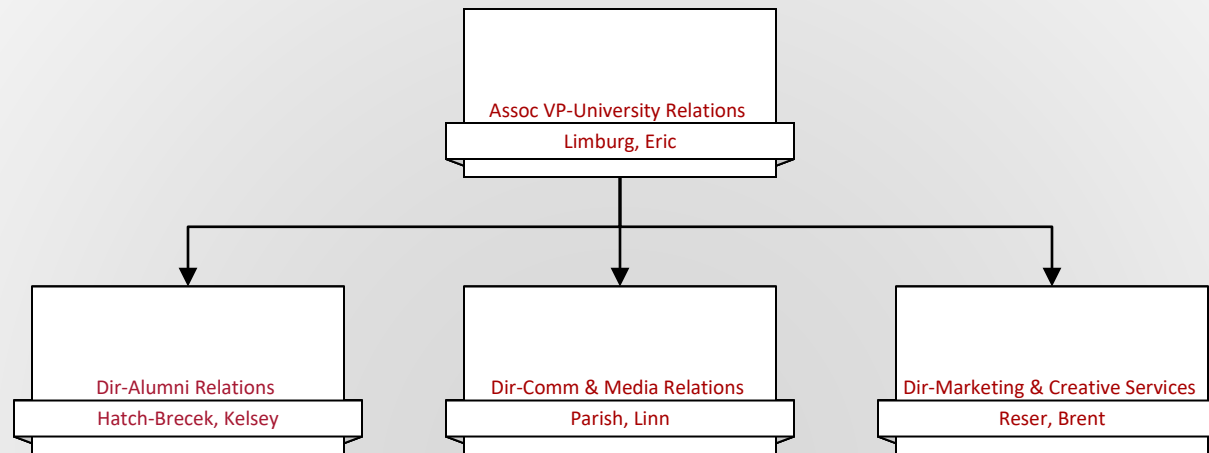 Assoc VP-University Relations
Limburg, Eric
Dir-Alumni Relations
Hatch-Brecek, Kelsey
Dir-Comm & Media Relations
Parish, Linn
Dir-Marketing & Creative Services
Reser, Brent